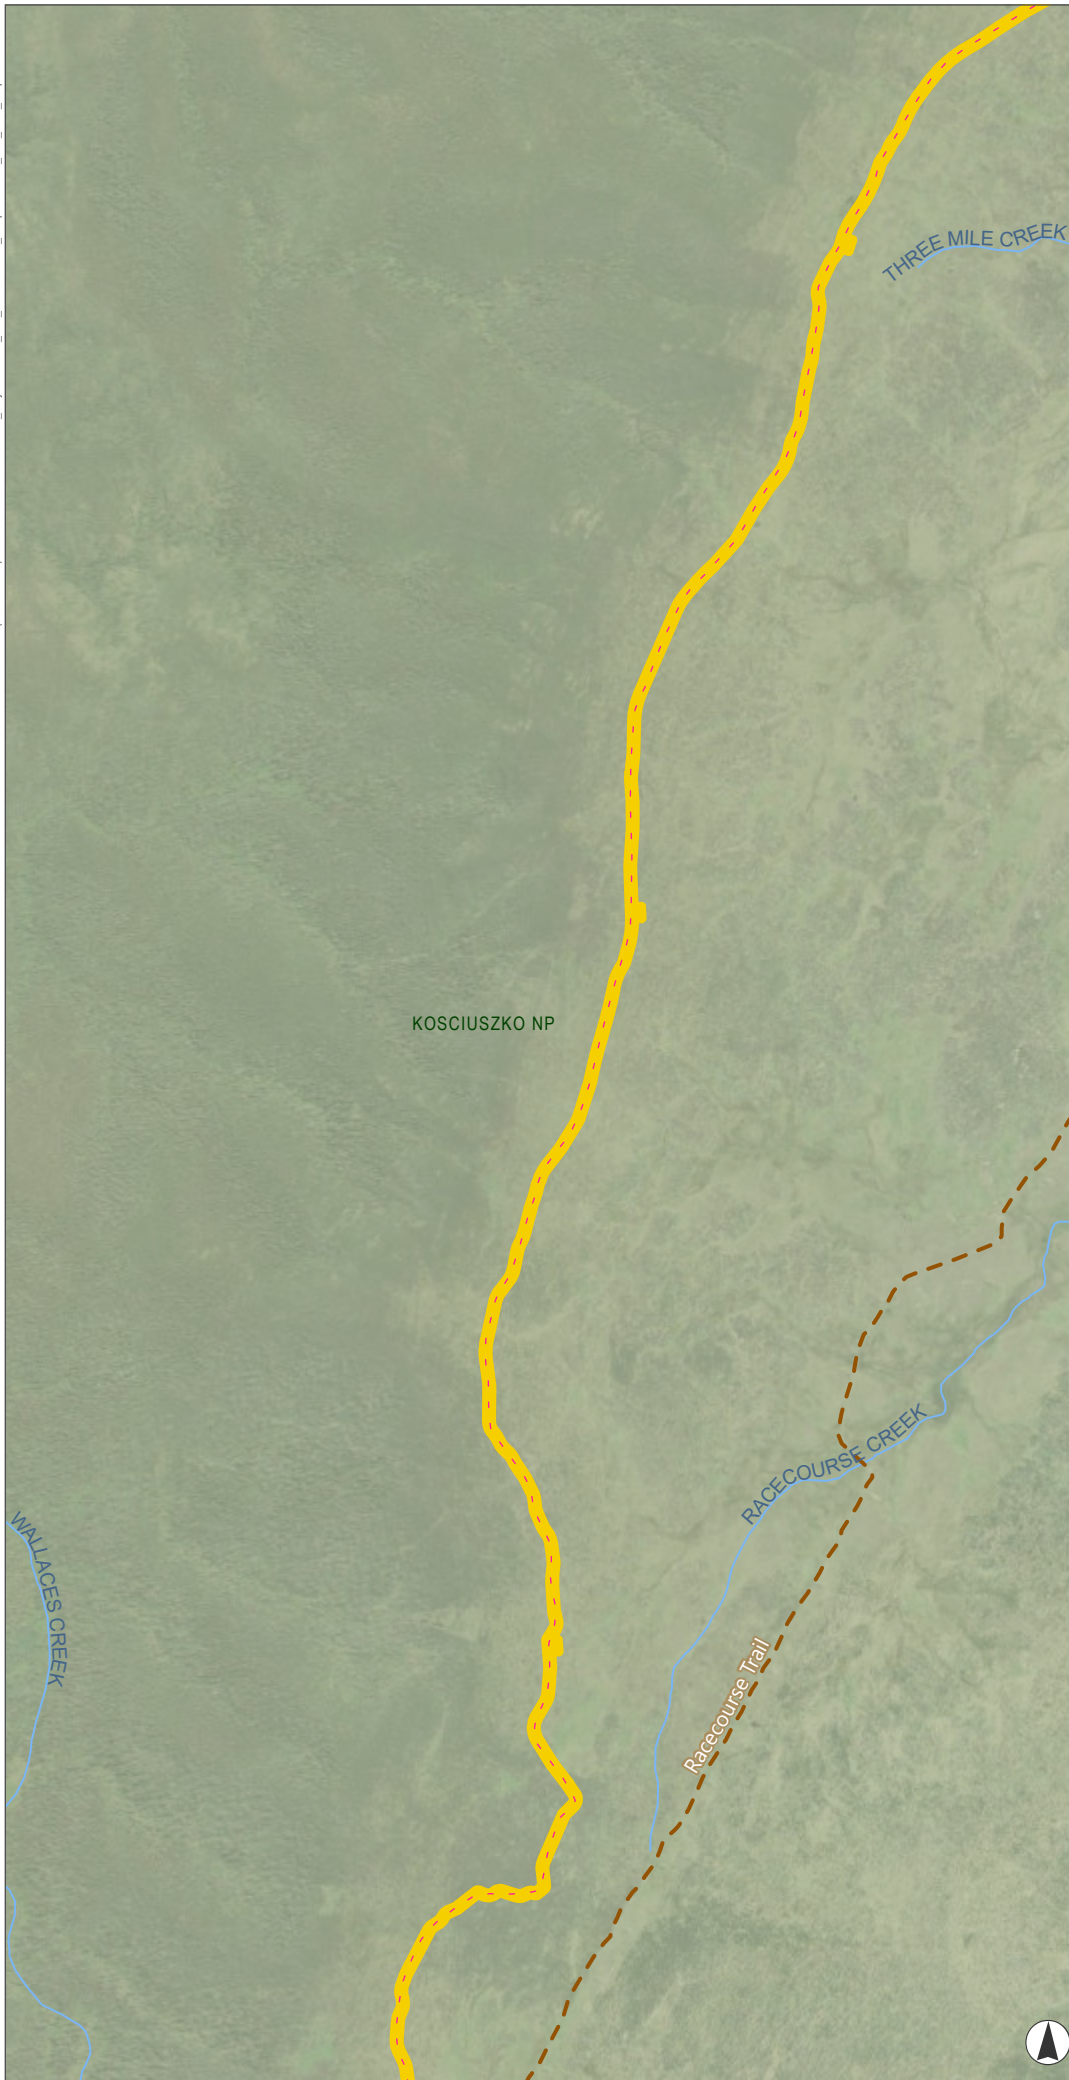 THREE MILE CREEK
KOSCIUSZKO NP
RACECOURSE CREEK
WALLACES CREEK
Racecourse Trail